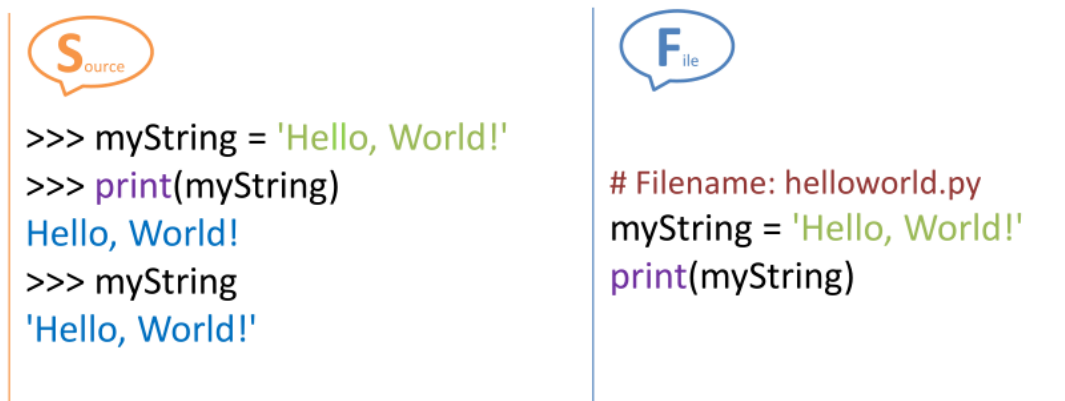 Source
>>> myString = 'Hello, World!'
>>> print(myString)
Hello, World!
>>> myString
'Hello, World!'
File
# Filename: helloworld.py
myString = 'Hello, World!'
print(myString)